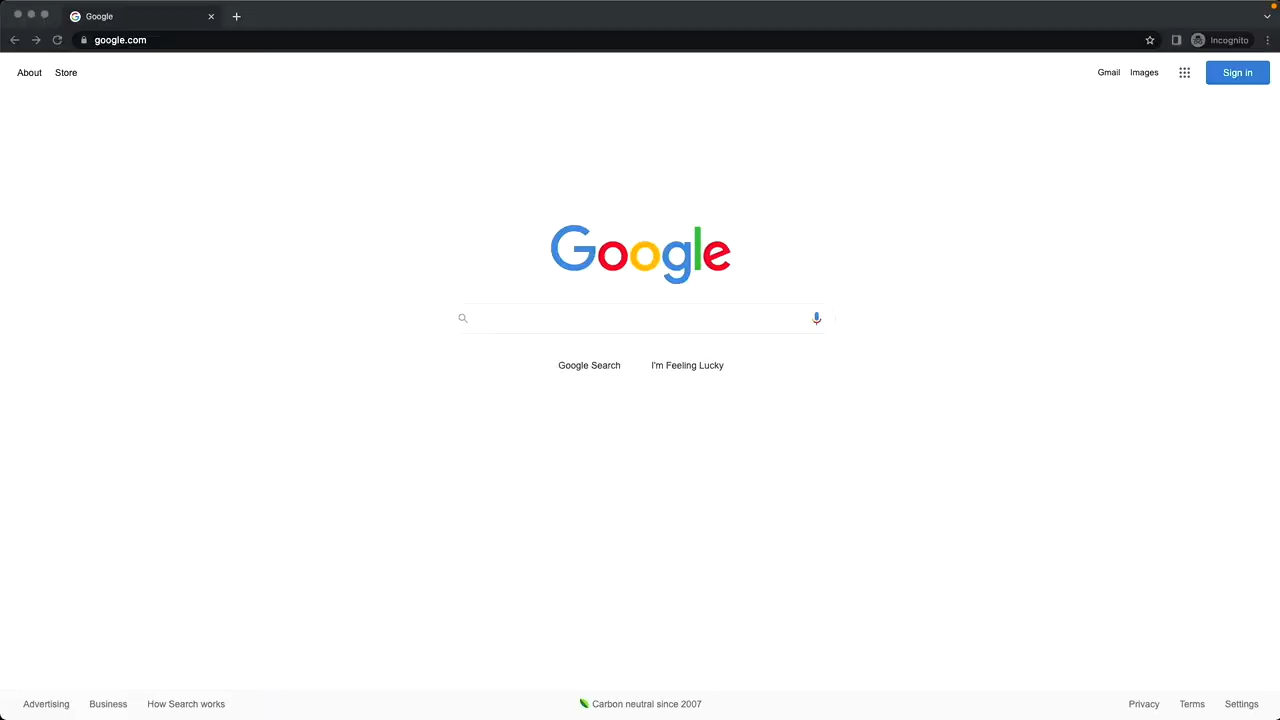 Google
google.com
Incognito
About Store
Gmail Images
Sign in
Google
Google Search I'm Feeling Lucky
Advertising Business How Search works
Carbon neutral since 2007
Privacy Terms Settings